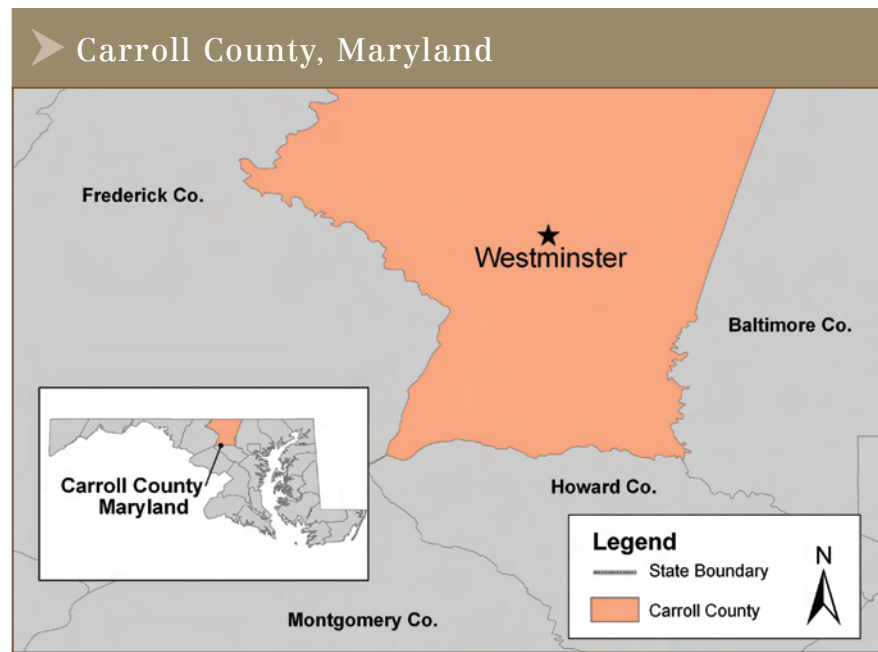 Carroll County, Maryland
Frederick Co.
Westminster
Baltimore Co.
Carroll County
Maryland
Howard Co.
Legend
State Boundary
Carroll County
N
Montgomery Co.